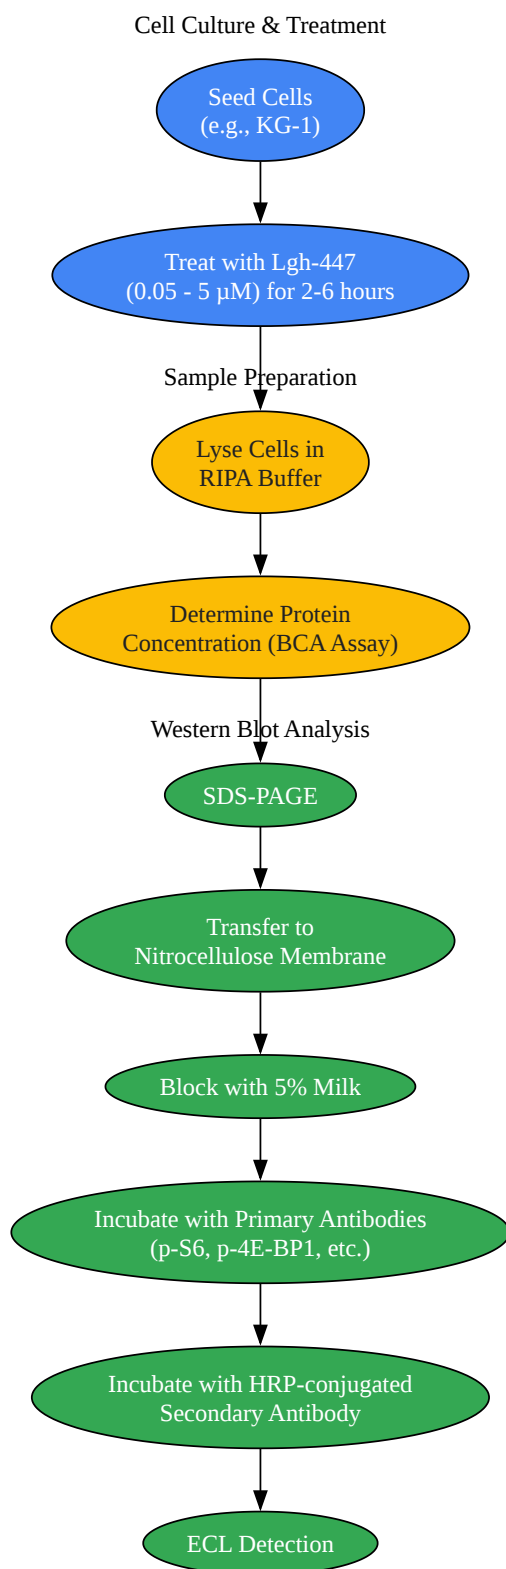 Cell Culture & Treatment
Seed Cells
(e.g., KG-1)
Treat with Lgh-447
(0.05 - 5 µM) for 2-6 hours
Sample Preparation
Lyse Cells in
RIPA Buffer
Determine Protein
Concentration (BCA Assay)
Western Blot Analysis
SDS-PAGE
Transfer to
Nitrocellulose Membrane
Block with 5% Milk
Incubate with Primary Antibodies
(p-S6, p-4E-BP1, etc.)
Incubate with HRP-conjugated
Secondary Antibody
ECL Detection